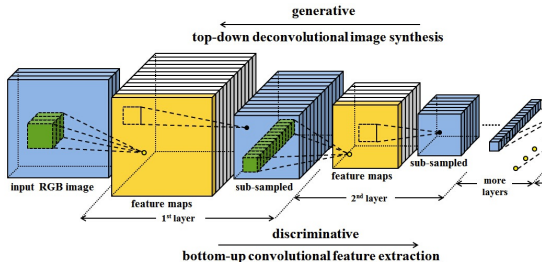 generative
top-down deconvolutional image synthesis
input RGB image
feature maps
sub-sampled
feature maps
sub-sampled
more
layers
1st layer
2nd layer
discriminative
bottom-up convolutional feature extraction